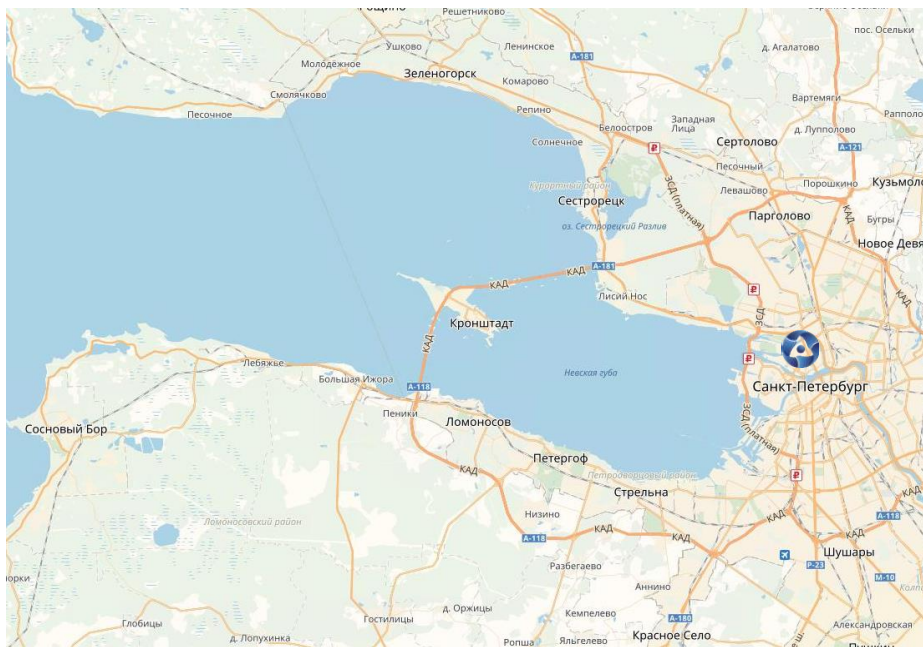 Решетниково
Ушково
Ленинское
А-181
пос. Осельки
д. Агалатово
Молодёжное
Зеленогорск
Комарово
Смолячково
Песочное
Репино
Вартемяги
Западная
Лица
Белоостров
₽
д. Лупполово
Солнечное
Сертолово
А-121
Песочный
ЗСД (платная)
Левашово
Порошкино
Курортный район
Сестрорецк
Парголово
КАД
Бугры
оз. Сестрорецкий Разлив
Новое Девя
КАД
А-181
КАД
КАД
Лисий Нос
₽
ЗСД
Кронштадт
КАД
₽
Лебяжье
Невская губа
Большая Ижора
А-118
Санкт-Петербург
Пеники
Ломоносов
ЗСД (платная)
Сосновый Бор
Петергоф
КАД
Петродворцовый район
₽
Стрельна
КАД
Низино
КАД
А-118
Ломоносовский район
КАД
А-118
КАД
КАД
Шушары
Разбегаево
Р-23
Аннино
М-10
д. Оржицы
Кемпелево
А-180
Глобицы
Гостилицы
Александровская
д. Лопухинка
Ропша
Яльгелево
Красное Село